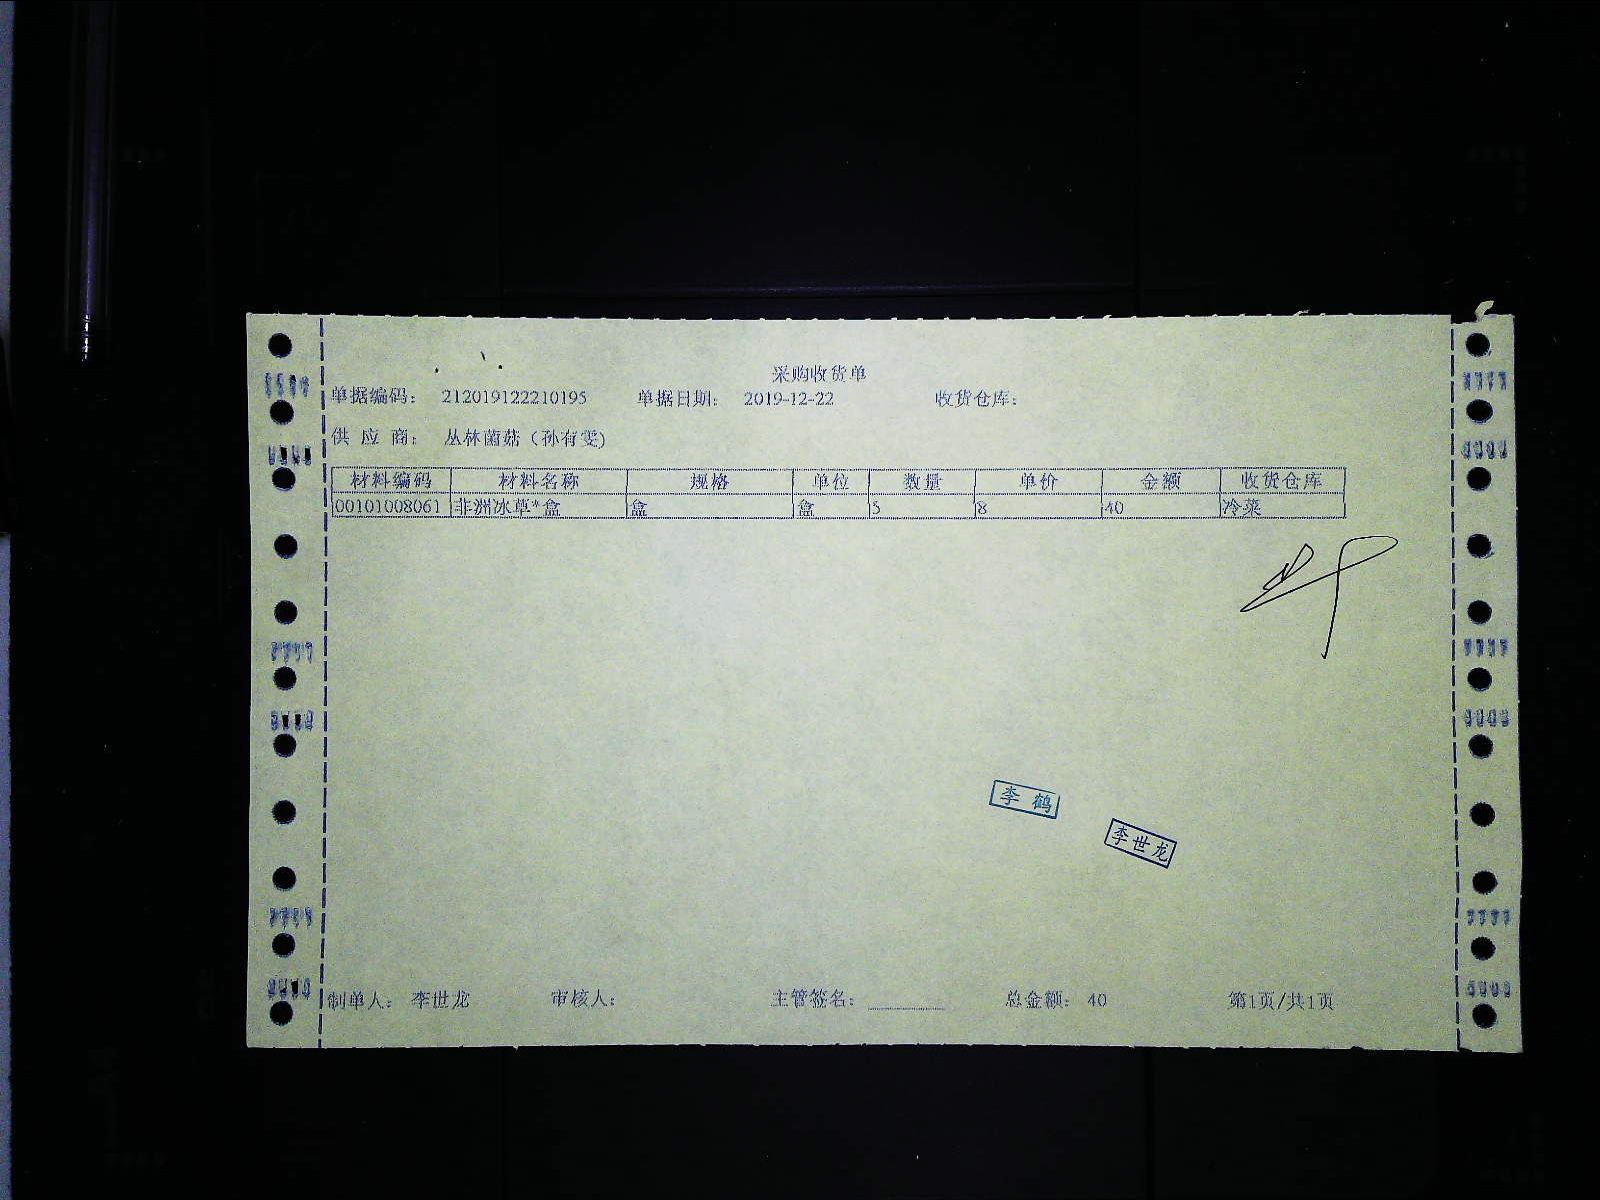 采购收货单
单据编码： 212019122210195 单据日期： 2019-12-22 收货仓库：
供 应 商： 丛林菌菇（孙有雯）
材料编码 材料名称 规格 单位 数量 单价 金额 收货仓库
00101008061 非洲冰草*盒 盒 盒 5 8 40 冷菜
李 鹤
李世龙
制单人： 李世龙 审核人： 主管签名： 总金额： 40 第1页/共1页